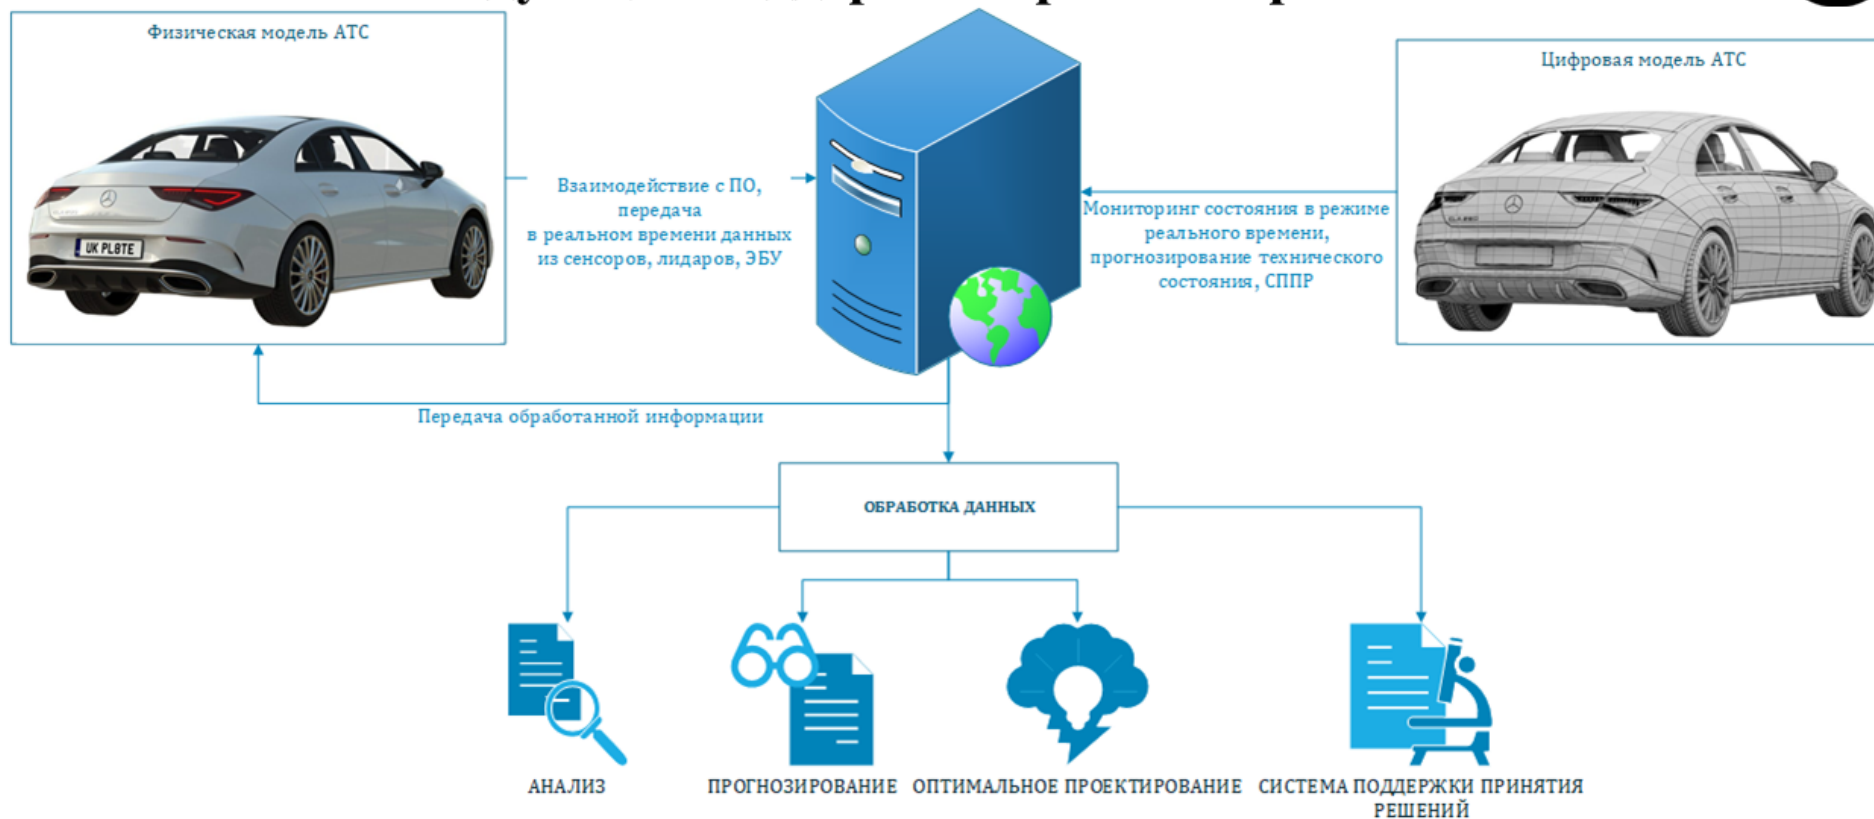 Физическая модель АТС
Цифровая модель АТС
UK PL8TE
Взаимодействие с ПО,
передача
в реальном времени данных
из сенсоров, лидаров, ЭБУ
Мониторинг состояния в режиме
реального времени,
прогнозирование технического
состояния, СППР
Передача обработанной информации
ОБРАБОТКА ДАННЫХ
АНАЛИЗ
ПРОГНОЗИРОВАНИЕ
ОПТИМАЛЬНОЕ ПРОЕКТИРОВАНИЕ
СИСТЕМА ПОДДЕРЖКИ ПРИНЯТИЯ
РЕШЕНИЙ